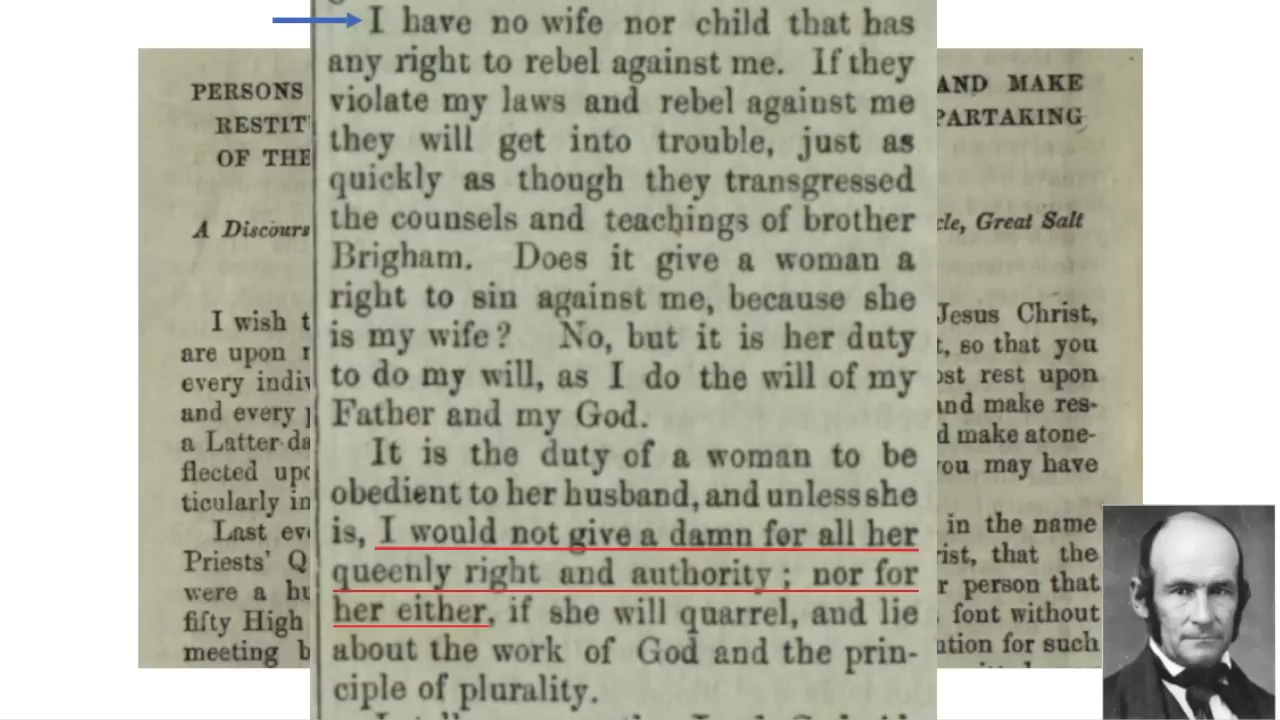 I have no wife nor child that has
any right to rebel against me. If they
violate my laws and rebel against me
they will get into trouble, just as
quickly as though they transgressed
the counsels and teachings of brother
Brigham. Does it give a woman a
right to sin against me, because she
is my wife? No, but it is her duty
to do my will, as I do the will of my
Father and my God.
It is the duty of a woman to be
obedient to her husband, and unless she
is, I would not give a damn for all her
queenly right and authority; nor for
her either, if she will quarrel, and lie
about the work of God and the prin-
ciple of plurality.
PERSONS
RESTIT
OF THE
A Discours
I wish t
are upon
every indiv
and every
a Latter-da
flected upo
ticularly in
Last ev
Priests' Q
were a hu
fifty High
meeting b
AND MAKE
PARTAKING
cle, Great Salt
Jesus Christ,
t, so that you
ost rest upon
and make res-
d make atone-
you may have
in the name
rist, that the
r person that
font without
ation for such